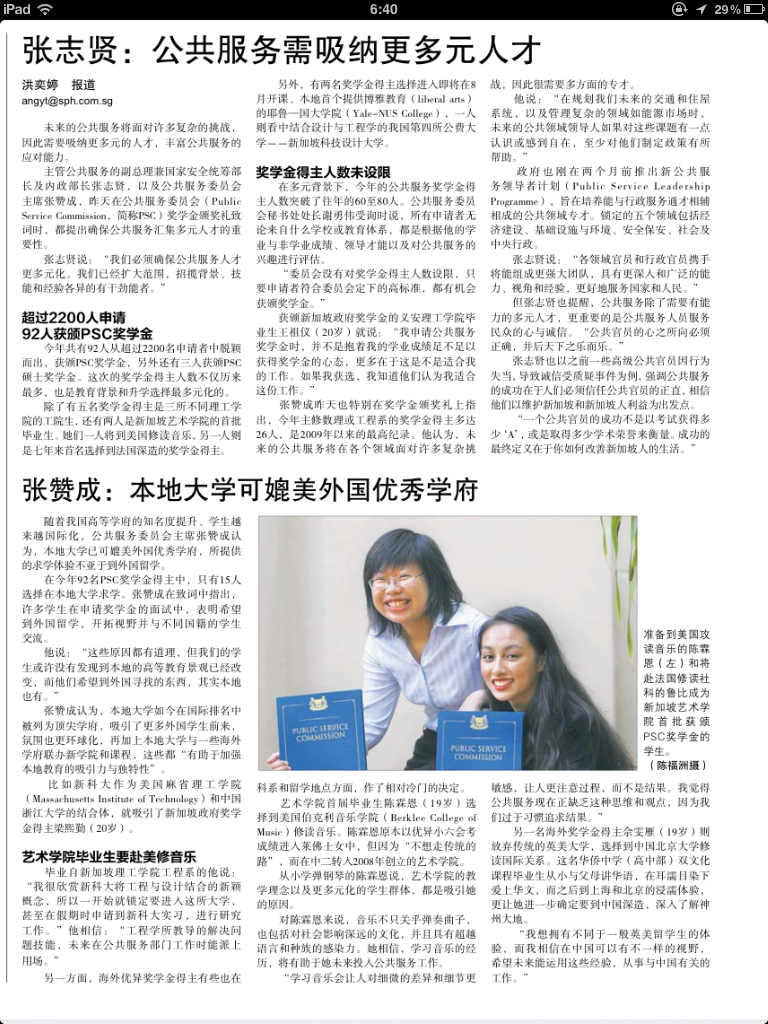 iPad
6:40
29%
张志贤：公共服务需吸纳更多元人才
洪奕婷　报道
angyt@sph.com.sg
未来的公共服务将面对许多复杂的挑战，
因此需要吸纳更多元的人才，丰富公共服务的
应对能力。
主管公共服务的副总理兼国家安全统筹部
长及内政部长张志贤，以及公共服务委员会
主席张赞成，昨天在公共服务委员会（Public
Service Commission，简称PSC）奖学金颁奖礼致
词时，都提出确保公共服务汇集多元人才的重
要性。
张志贤说：“我们必须确保公共服务人才
更多元化。我们已经扩大范围，招揽背景、技
能和经验各异的有干劲能者。”
超过2200人申请
92人获颁PSC奖学金
今年共有92人从超过2200名申请者中脱颖
而出，获颁PSC奖学金，另外还有三人获颁PSC
硕士奖学金。这次的奖学金得主人数不仅历来
最多，也是教育背景和升学选择最多元化的。
除了有五名奖学金得主是三所不同理工学
院的工院生，还有两人是新加坡艺术学院的首批
毕业生。她们一人将到美国修读音乐，另一人则
是七年来首名选择到法国深造的奖学金得主。
另外，有两名奖学金得主选择进入即将在8
月开课、本地首个提供博雅教育（liberal arts）
的耶鲁—国大学院（Yale-NUS College），一人
则看中结合设计与工程学的我国第四所公费大
学——新加坡科技设计大学。
奖学金得主人数未设限
在多元背景下，今年的公共服务奖学金得
主人数突破了往年的60至80人。公共服务委员
会秘书处处长谢勇伟受询时说，所有申请者无
论来自什么学校或教育体系，都是根据他的学
业与非学业成绩、领导才能以及对公共服务的
兴趣进行评估。
“委员会没有对奖学金得主人数设限，只
要申请者符合委员会定下的高标准，都有机会
获颁奖学金。”
获颁新加坡政府奖学金的义安理工学院毕
业生王祖仪（20岁）就说：“我申请公共服务
奖学金时，并不是抱着我的学业成绩足不足以
获得奖学金的心态，更多在于这是不是适合我
的工作。如果我获选，我知道他们认为我适合
这份工作。”
张赞成昨天也特别在奖学金颁奖礼上指
出，今年主修数理或工程系的奖学金得主多达
26人，是2009年以来的最高纪录。他认为，未
来的公共服务将在各个领域面对许多复杂挑
战，因此很需要多方面的专才。
他说：“在规划我们未来的交通和住屋
系统，以及管理复杂的领域如能源市场时，
未来的公共领域领导人如果对这些课题有一点
认识或感到自在，至少对他们制定政策有所
帮助。”
政府也刚在两个月前推出新公共服
务领导者计划（Public Service Leadership
Programme），旨在培养能与行政服务通才相辅
相成的公共领域专才。锁定的五个领域包括经
济建设、基础设施与环境、安全保安、社会及
中央行政。
张志贤说：“各领域官员和行政官员携手
将能组成更强大团队，具有更深入和广泛的能
力、视角和经验，更好地服务国家和人民。”
但张志贤也提醒，公共服务除了需要有能
力的多元人才，更重要的是公共服务人员服务
民众的心与诚信。“公共官员的心之所向必须
正确，并后天下之乐而乐。”
张志贤也以之前一些高级公共官员因行为
失当，导致诚信受质疑事件为例，强调公共服务
的成功在于人们必须信任公共官员的正直，相信
他们以维护新加坡和新加坡人利益为出发点。
“一个公共官员的成功不是以考试获得多
少‘A’，或是取得多少学术荣誉来衡量。成功的
最终定义在于你如何改善新加坡人的生活。”
张赞成：本地大学可媲美外国优秀学府
随着我国高等学府的知名度提升、学生越
来越国际化，公共服务委员会主席张赞成认
为，本地大学已可媲美外国优秀学府，所提供
的求学体验不亚于到外国留学。
在今年92名PSC奖学金得主中，只有15人
选择在本地大学求学。张赞成在致词中指出，
许多学生在申请奖学金的面试中，表明希望
到外国留学，开拓视野并与不同国籍的学生
交流。
他说：“这些原因都有道理，但我们的学
生或许没有发现到本地的高等教育景观已经改
变，而他们希望到外国寻找的东西，其实本地
也有。”
张赞成认为，本地大学如今在国际排名中
被列为顶尖学府，吸引了更多外国学生前来，
氛围也更环球化，再加上本地大学与一些海外
学府联办新学院和课程，这些都“有助于加强
本地教育的吸引力与独特性”。
比如新科大作为美国麻省理工学院
（Massachusetts Institute of Technology）和中国
浙江大学的结合体，就吸引了新加坡政府奖学
金得主梁熙勤（20岁）。
艺术学院毕业生要赴美修音乐
毕业自新加坡理工学院工程系的他说：
“我很欣赏新科大将工程与设计结合的新颖
概念，所以一开始就锁定要进入这所大学，
甚至在假期时申请到新科大实习，进行研究
工作。”他相信：“工程学所教导的解决问
题技能，未来在公共服务部门工作时能派上
用场。”
另一方面，海外优异奖学金得主有些也在
PUBLIC SERVICE
COMMISSION
PUBLIC SERVICE
COMMISSION
准备到美国攻
读音乐的陈霖
恩（左）和将
赴法国修读社
科的鲁比成为
新加坡艺术学
院首批获颁
PSC奖学金的
学生。
（陈福洲摄）
科系和留学地点方面，作了相对冷门的决定。
艺术学院首届毕业生陈霖恩（19岁）选
择到美国伯克利音乐学院（Berklee College of
Music）修读音乐。陈霖恩原本以优异小六会考
成绩进入莱佛士女中，但因为“不想走传统的
路”，而在中二转入2008年创立的艺术学院。
从小学弹钢琴的陈霖恩说，艺术学院的教
学理念以及更多元化的学生群体，都是吸引她
的原因。
对陈霖恩来说，音乐不只关乎弹奏曲子，
也包括对社会影响深远的文化，并且具有超越
语言和种族的感染力。她相信，学习音乐的经
历，将有助于她未来投入公共服务工作。
“学习音乐会让人对细微的差异和细节更
敏感，让人更注意过程，而不是结果。我觉得
公共服务现在正缺乏这种思维和观点，因为我
们过于习惯追求结果。”
另一名海外奖学金得主佘雯雁（19岁）则
放弃传统的英美大学，选择到中国北京大学修
读国际关系。这名华侨中学（高中部）双文化
课程毕业生从小与父母讲华语，在耳濡目染下
爱上华文，而之后到上海和北京的浸濡体验，
更让她进一步确定要到中国深造，深入了解神
州大地。
“我想拥有不同于一般英美留学生的体
验，而我相信在中国可以有不一样的视野，
希望未来能运用这些经验，从事与中国有关的
工作。”